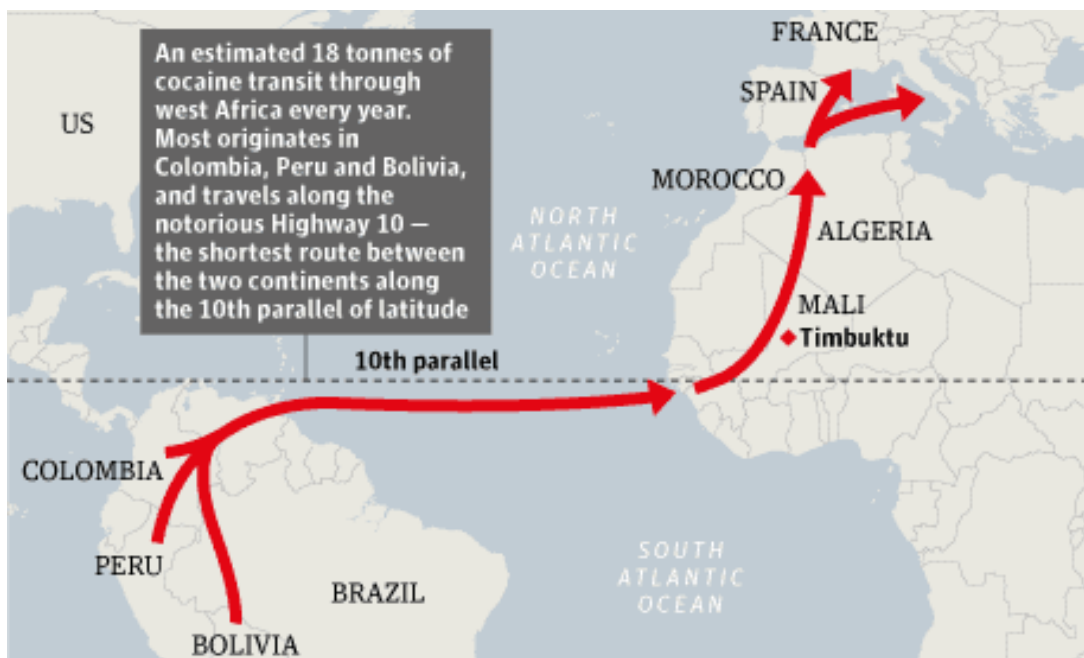 FRANCE
An estimated 18 tonnes of
cocaine transit through
west Africa every year.
Most originates in
Colombia, Peru and Bolivia,
and travels along the
notorious Highway 10 –
the shortest route between
the two continents along
the 10th parallel of latitude
US
SPAIN
MOROCCO
NORTH
ATLANTIC
OCEAN
ALGERIA
MALI
Timbuktu
10th parallel
COLOMBIA
PERU
BRAZIL
BOLIVIA
SOUTH
ATLANTIC
OCEAN